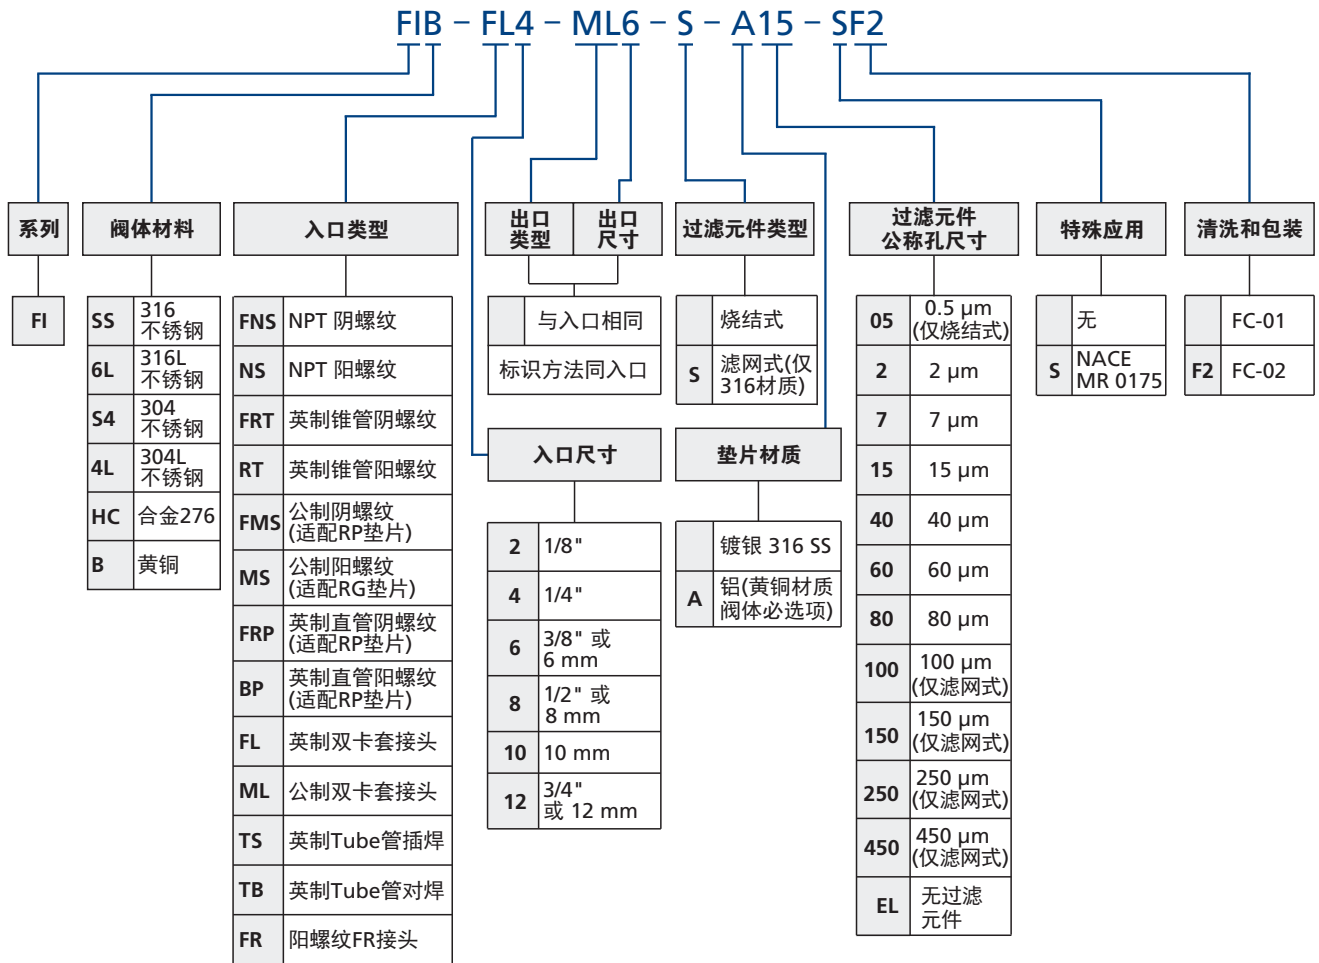 FIB – FL4 – ML6 – S – A15 – SF2
系列
FI
阀体材料
SS 316
不锈钢
6L 316L
不锈钢
S4 304
不锈钢
4L 304L
不锈钢
HC 合金276
B 黄铜
入口类型
FNS NPT 阴螺纹
NS NPT 阳螺纹
FRT 英制锥管阴螺纹
RT 英制锥管阳螺纹
FMS 公制阴螺纹
(适配RP垫片)
MS 公制阳螺纹
(适配RG垫片)
FRP 英制直管阴螺纹
(适配RP垫片)
BP 英制直管阳螺纹
(适配RP垫片)
FL 英制双卡套接头
ML 公制双卡套接头
TS 英制Tube管插焊
TB 英制Tube管对焊
FR 阳螺纹FR接头
出口
类型
出口
尺寸
与入口相同
标识方法同入口
入口尺寸
2 1/8"
4 1/4"
6 3/8" 或
6 mm
8 1/2" 或
8 mm
10 10 mm
12 3/4"
或 12 mm
过滤元件类型
烧结式
S 滤网式(仅
316材质)
垫片材质
镀银 316 SS
A 铝(黄铜材质
阀体必选项)
过滤元件
公称孔尺寸
05 0.5 μm
(仅烧结式)
2 2 μm
7 7 μm
15 15 μm
40 40 μm
60 60 μm
80 80 μm
100 100 μm
(仅滤网式)
150 150 μm
(仅滤网式)
250 250 μm
(仅滤网式)
450 450 μm
(仅滤网式)
EL 无过滤
元件
特殊应用
无
S NACE
MR 0175
清洗和包装
FC-01
F2 FC-02